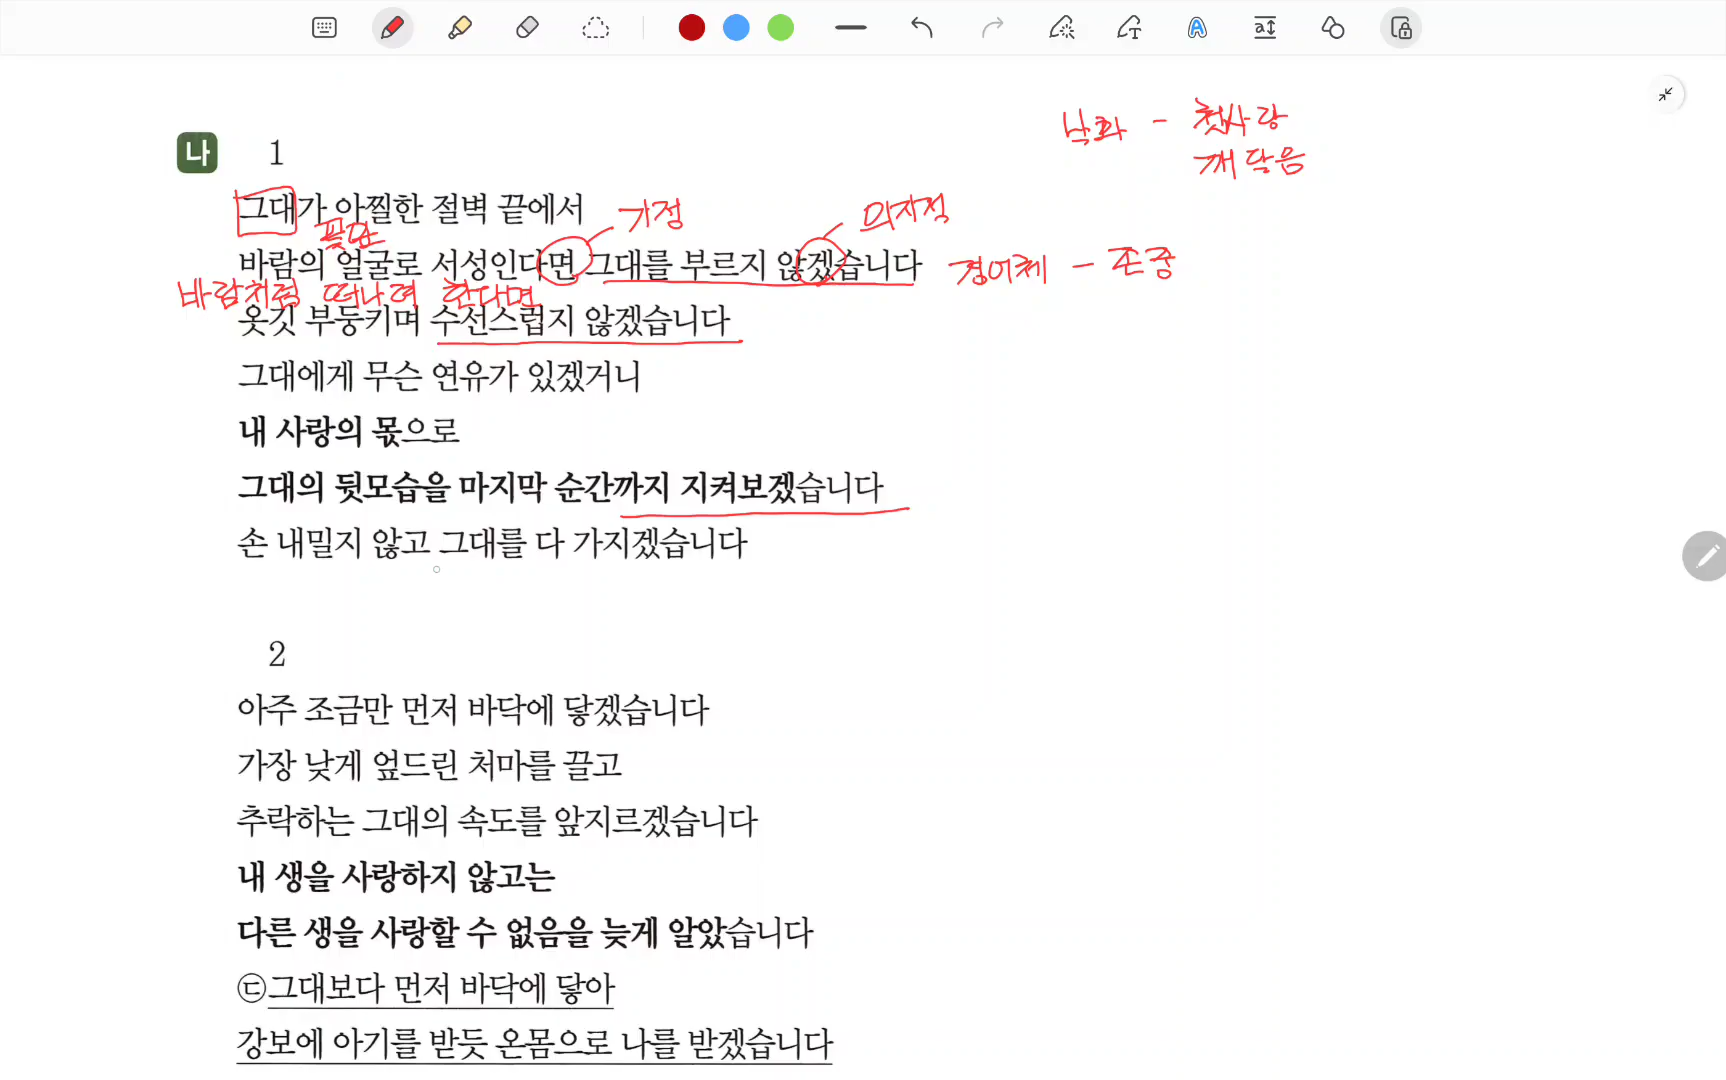 낙화 - 첫사랑
깨달음
나 1
그대가 아찔한 절벽 끝에서
꽃잎
가정
의지적
바람의 얼굴로 서성인다면 그대를 부르지 않겠습니다
경어체 - 존중
바람처럼 떠나려 한다면
옷깃 부둥키며 수선스럽지 않겠습니다
그대에게 무슨 연유가 있겠거니
내 사랑의 몫으로
그대의 뒷모습을 마지막 순간까지 지켜보겠습니다
손 내밀지 않고 그대를 다 가지겠습니다
2
아주 조금만 먼저 바닥에 닿겠습니다
가장 낮게 엎드린 처마를 끌고
추락하는 그대의 속도를 앞지르겠습니다
내 생을 사랑하지 않고는
다른 생을 사랑할 수 없음을 늦게 알았습니다
㉢그대보다 먼저 바닥에 닿아
강보에 아기를 받듯 온몸으로 나를 받겠습니다